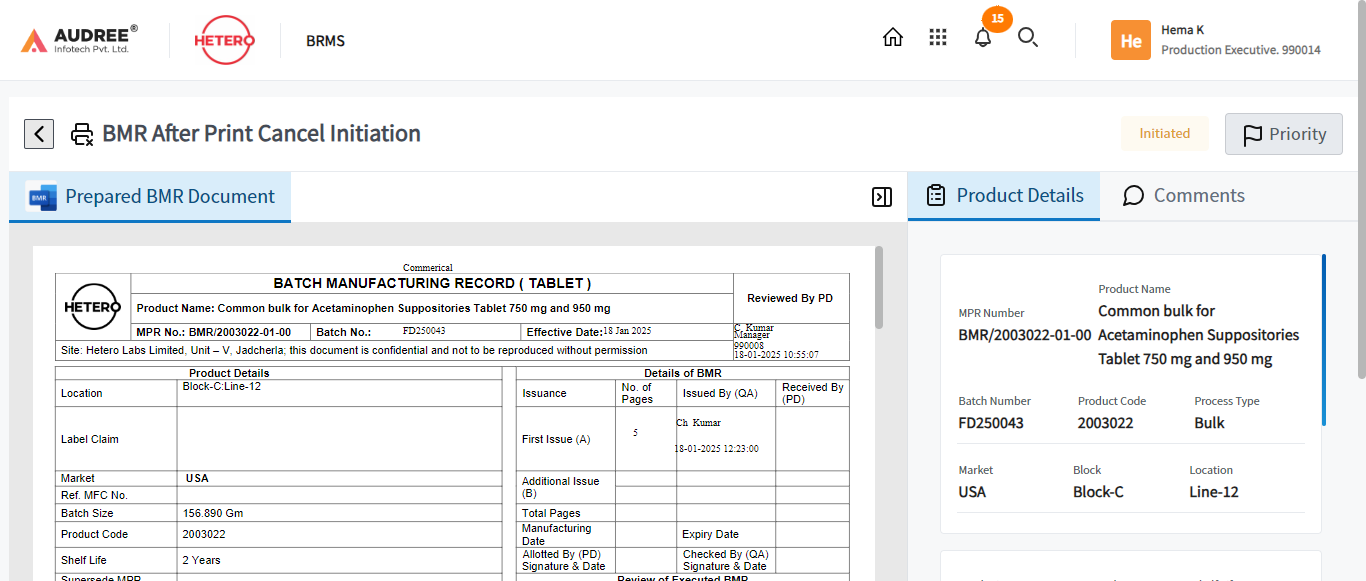 AUDREE®
Infotech Pvt. Ltd.
HETERO
BRMS
15
He
Hema K
Production Executive. 990014
BMR After Print Cancel Initiation
Initiated
Priority
BMR
Prepared BMR Document
Product Details
Comments
Commerical
HETERO
BATCH MANUFACTURING RECORD ( TABLET )
Product Name: Common bulk for Acetaminophen Suppositories Tablet 750 mg and 950 mg
Reviewed By PD
MPR No.: BMR/2003022-01-00
Batch No.:
FD250043
Effective Date:18 Jan 2025
C. Kumar
Manager
990008
18-01-2025 10:55:07
Site: Hetero Labs Limited, Unit – V, Jadcherla; this document is confidential and not to be reproduced without permission
Product Details
Location
Block-C:Line-12
Label Claim
Market
USA
Ref. MFC No.
Batch Size
156.890 Gm
Product Code
2003022
Shelf Life
2 Years
Supersede MPR
Details of BMR
Issuance
No. of
Pages
Issued By (QA)
Received By
(PD)
First Issue (A)
5
Ch Kumar
18-01-2025 12:23:00
Additional Issue
(B)
Total Pages
Manufacturing
Date
Expiry Date
Allotted By (PD)
Signature & Date
Checked By (QA)
Signature & Date
Review of Executed BMR
MPR Number
BMR/2003022-01-00
Product Name
Common bulk for
Acetaminophen Suppositories
Tablet 750 mg and 950 mg
Batch Number
FD250043
Product Code
2003022
Process Type
Bulk
Market
USA
Block
Block-C
Location
Line-12